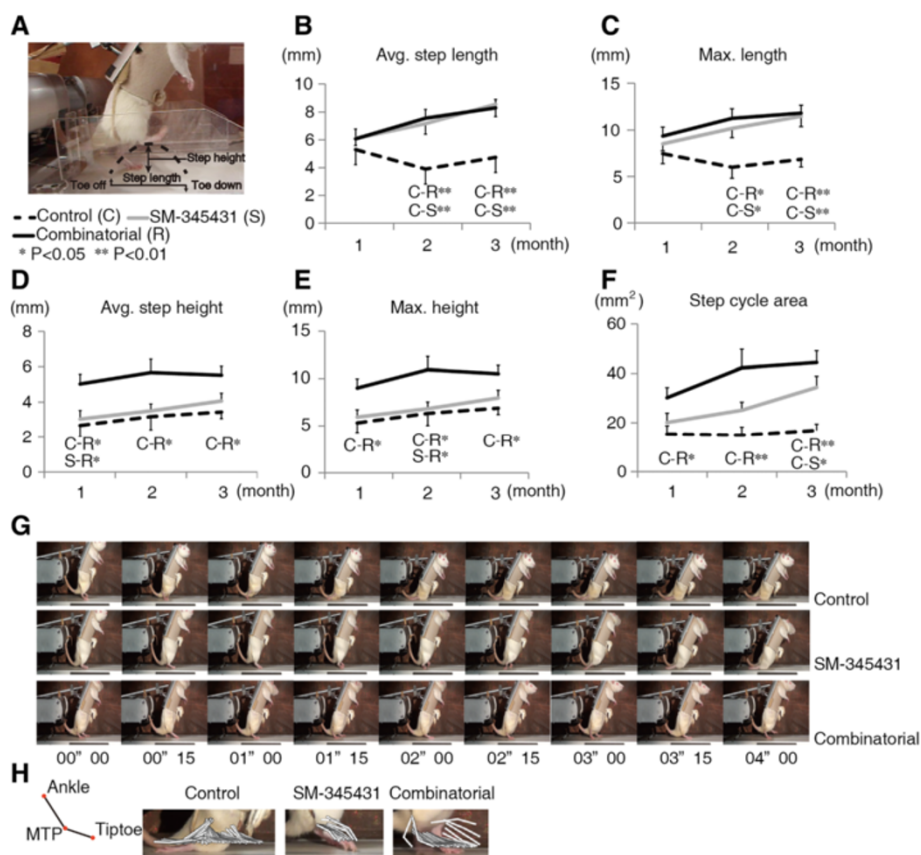 A
Step height
Step length
Toe off
Toe down
Control (C) SM-345431 (S)
Combinatorial (R)
* P<0.05 ** P<0.01
B
(mm)
Avg. step length
10
8
6
4
2
0
C-R** C-R**
C-S** C-S**
1 2 3 (month)
C
(mm)
Max. length
15
10
5
0
C-R* C-R**
C-S* C-S**
1 2 3 (month)
D
(mm)
Avg. step height
8
6
4
2
0
C-R* C-R* C-R*
S-R*
1 2 3 (month)
E
(mm)
Max. height
15
10
5
0
C-R* C-R* C-R*
S-R*
1 2 3 (month)
F
(mm²)
Step cycle area
60
40
20
0
C-R* C-R** C-R**
C-S*
1 2 3 (month)
G
Control
SM-345431
Combinatorial
00” 00 00” 15 01” 00 01” 15 02” 00 02” 15 03” 00 03” 15 04” 00
H
Ankle
MTP
Tiptoe
Control SM-345431 Combinatorial